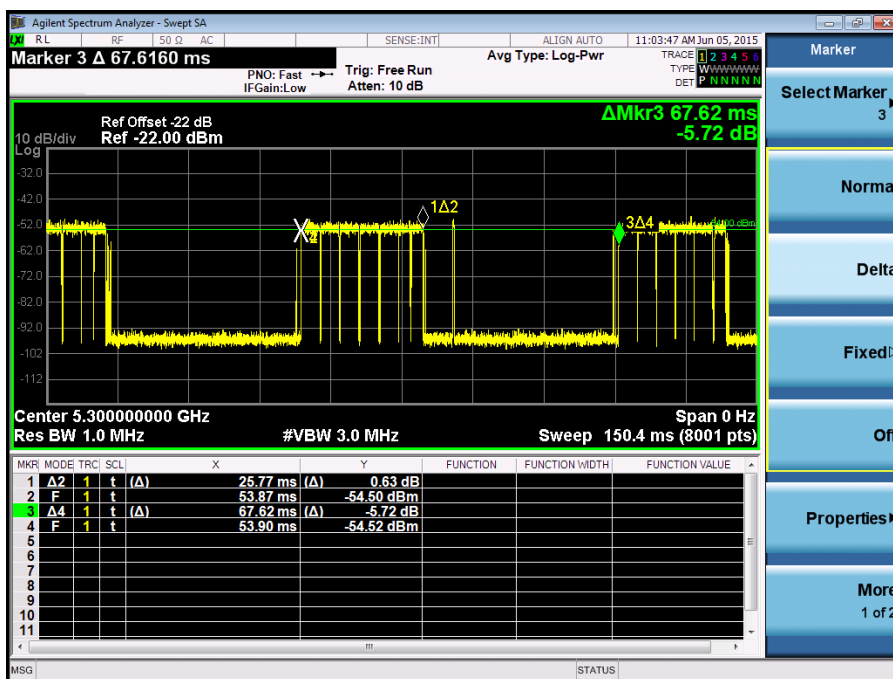 Agilent Spectrum Analyzer - Swept SA
LXI RL RF 50 Ω AC SENSE:INT ALIGN AUTO 11:03:47 AM Jun 05, 2015
Marker 3 Δ 67.6160 ms
PNO: Fast
IFGain:Low
Trig: Free Run
Atten: 10 dB
Avg Type: Log-Pwr
TRACE 1 2 3 4 5 6
TYPE WWWWWW
DET P N N N N N
ΔMkr3 67.62 ms
-5.72 dB
Ref Offset -22 dB
10 dB/div Ref -22.00 dBm
Log
-32.0
-42.0
-52.0
-62.0
-72.0
-82.0
-92.0
-102
-112
1Δ2
3Δ4
Center 5.300000000 GHz Span 0 Hz
Res BW 1.0 MHz #VBW 3.0 MHz Sweep 150.4 ms (8001 pts)
MKR MODE TRC SCL X Y FUNCTION FUNCTION WIDTH FUNCTION VALUE
1 Δ2 1 t (Δ) 25.77 ms (Δ) 0.63 dB
2 F 1 t 53.87 ms -54.50 dBm
3 Δ4 1 t (Δ) 67.62 ms (Δ) -5.72 dB
4 F 1 t 53.90 ms -54.52 dBm
5
6
7
8
9
10
11
MSG STATUS
Marker
Select Marker
3
Norma
Delta
Fixed
Off
Properties
More
1 of 2